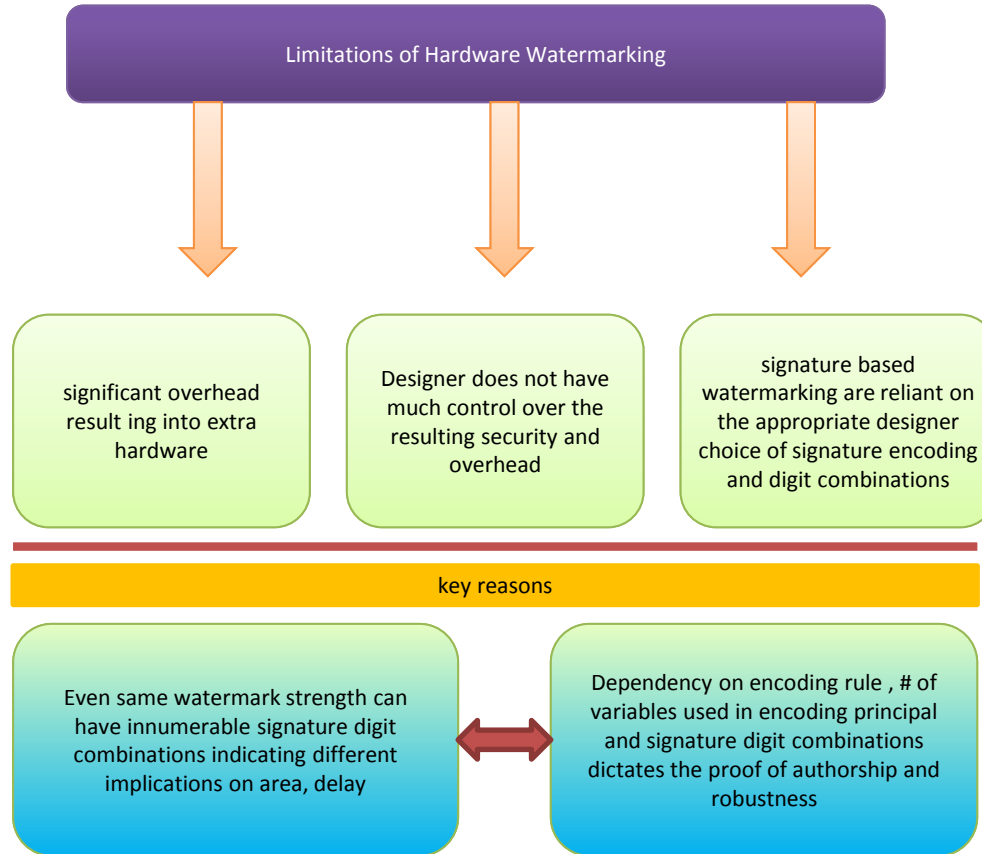 Limitations of Hardware Watermarking
significant overhead
result ing into extra
hardware
Designer does not have
much control over the
resulting security and
overhead
signature based
watermarking are reliant on
the appropriate designer
choice of signature encoding
and digit combinations
key reasons
Even same watermark strength can
have innumerable signature digit
combinations indicating different
implications on area, delay
Dependency on encoding rule , # of
variables used in encoding principal
and signature digit combinations
dictates the proof of authorship and
robustness